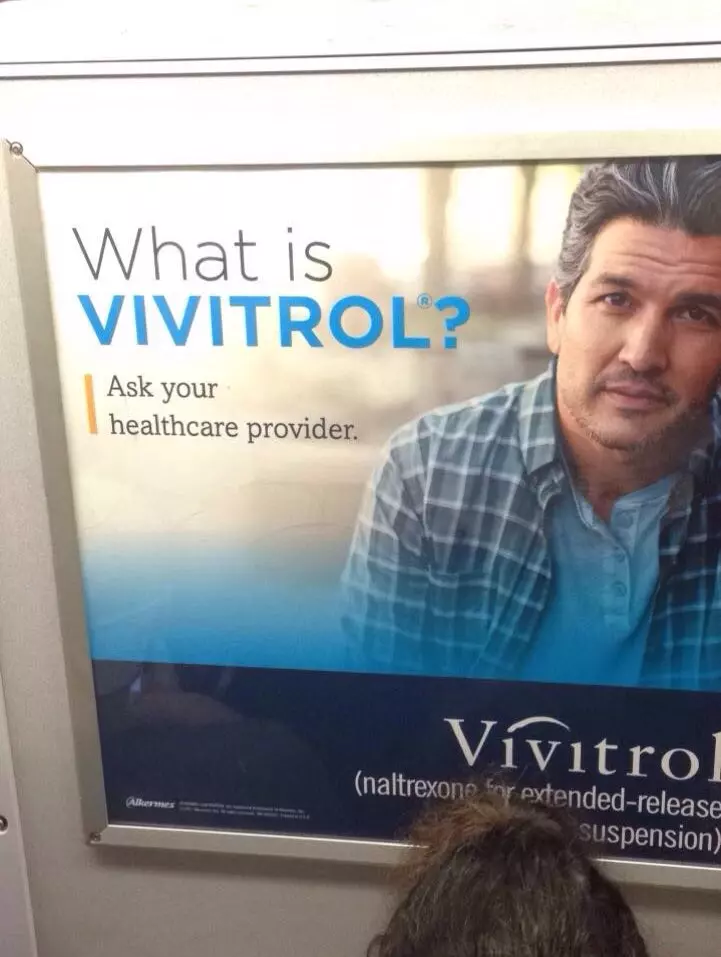 What is
VIVITROL®?
Ask your
healthcare provider.
Vivitrol
(naltrexone for extended-release
suspension)
Alkermes